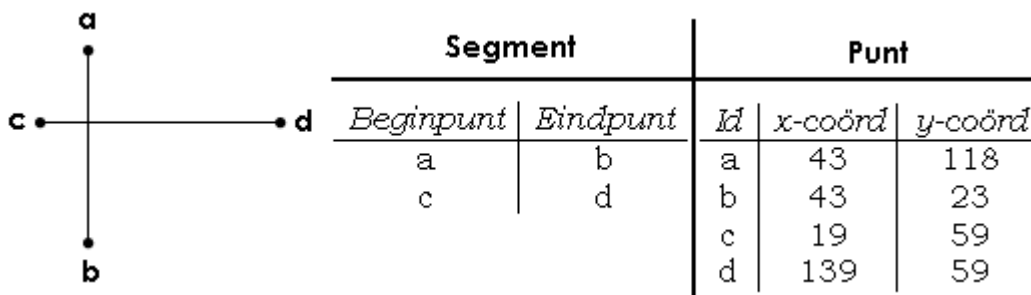 a
c d
b
Segment Punt
Beginpunt Eindpunt Id x-coörd y-coörd
a b a 43 118
c d b 43 23
c 19 59
d 139 59